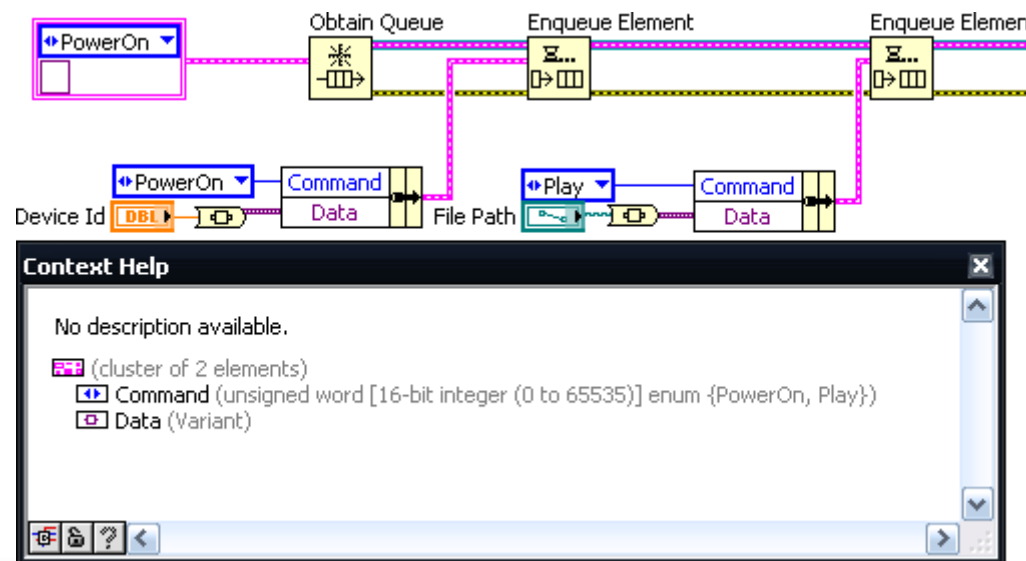 Obtain Queue
Enqueue Element
Enqueue Elemen
PowerOn
PowerOn
Command
Data
Device Id
DBL
Play
Command
Data
File Path
Context Help
No description available.
(cluster of 2 elements)
Command (unsigned word [16-bit integer (0 to 65535)] enum {PowerOn, Play})
Data (Variant)
?